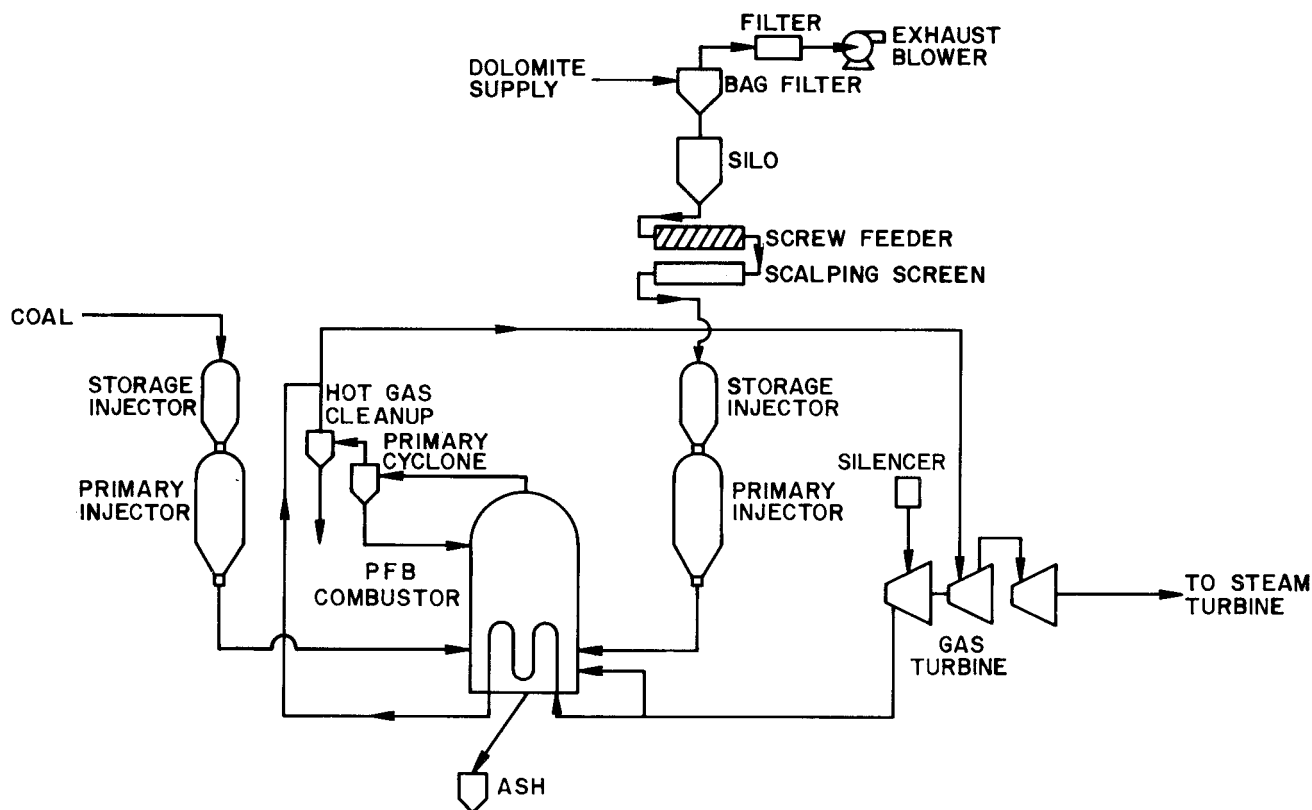 FILTER
EXHAUST
BLOWER
DOLOMITE
SUPPLY
BAG FILTER
SILO
SCREW FEEDER
SCALPING SCREEN
COAL
STORAGE
INJECTOR
HOT GAS
CLEANUP
PRIMARY
CYCLONE
STORAGE
INJECTOR
PRIMARY
INJECTOR
PRIMARY
INJECTOR
SILENCER
PFB
COMBUSTOR
TO STEAM
TURBINE
GAS
TURBINE
ASH